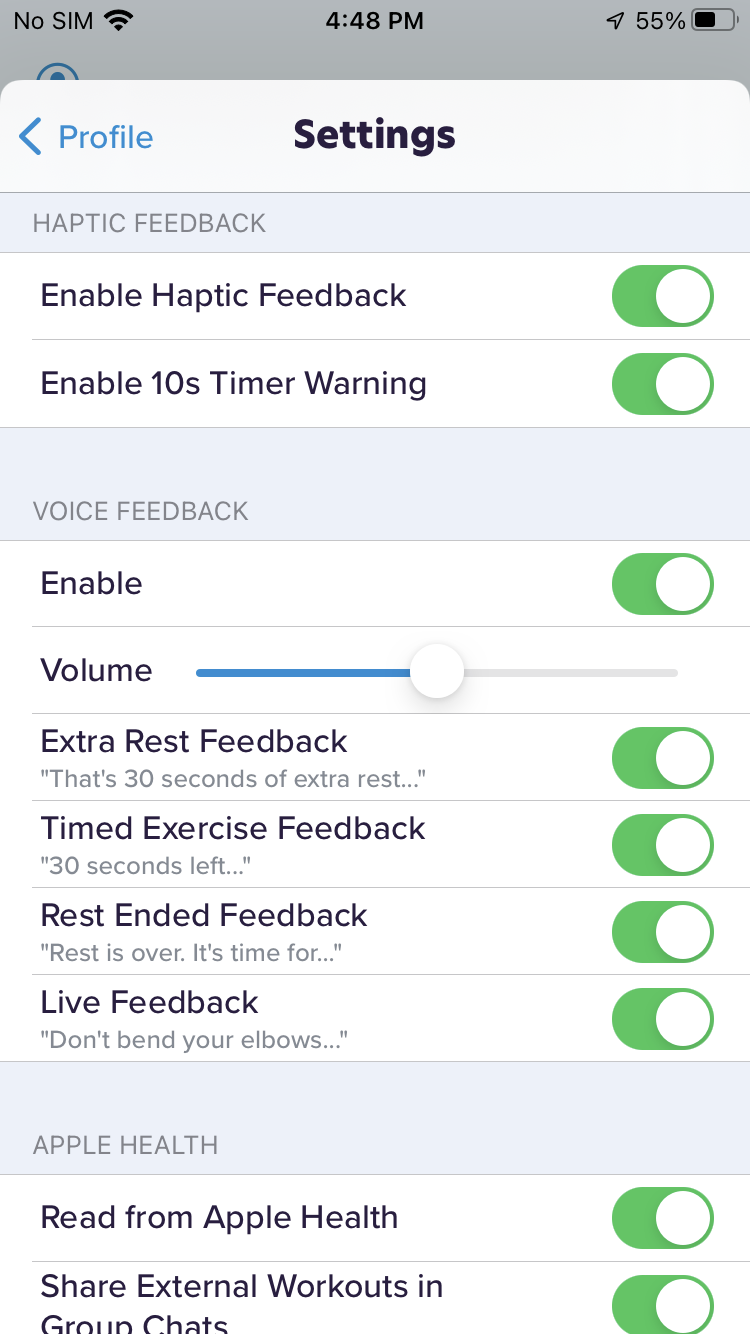 No SIM 4:48 PM 55%
Profile Settings
HAPTIC FEEDBACK
Enable Haptic Feedback
Enable 10s Timer Warning
VOICE FEEDBACK
Enable
Volume
Extra Rest Feedback
"That's 30 seconds of extra rest..."
Timed Exercise Feedback
"30 seconds left..."
Rest Ended Feedback
"Rest is over. It's time for..."
Live Feedback
"Don't bend your elbows..."
APPLE HEALTH
Read from Apple Health
Share External Workouts in
Group Chats